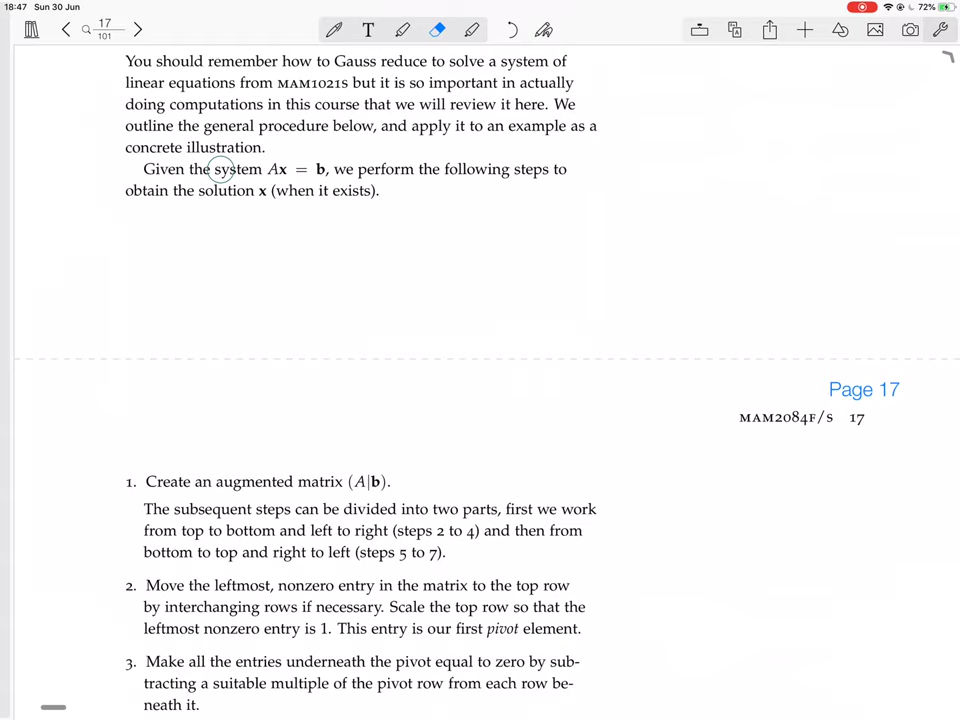 18:47 Sun 30 Jun
72%
17
101
T
You should remember how to Gauss reduce to solve a system of
linear equations from MAM1021S but it is so important in actually
doing computations in this course that we will review it here. We
outline the general procedure below, and apply it to an example as a
concrete illustration.
Given the system Ax = b, we perform the following steps to
obtain the solution x (when it exists).
Page 17
MAM2084F/S 17
1. Create an augmented matrix (A|b).
The subsequent steps can be divided into two parts, first we work
from top to bottom and left to right (steps 2 to 4) and then from
bottom to top and right to left (steps 5 to 7).
2. Move the leftmost, nonzero entry in the matrix to the top row
by interchanging rows if necessary. Scale the top row so that the
leftmost nonzero entry is 1. This entry is our first pivot element.
3. Make all the entries underneath the pivot equal to zero by sub-
tracting a suitable multiple of the pivot row from each row be-
neath it.